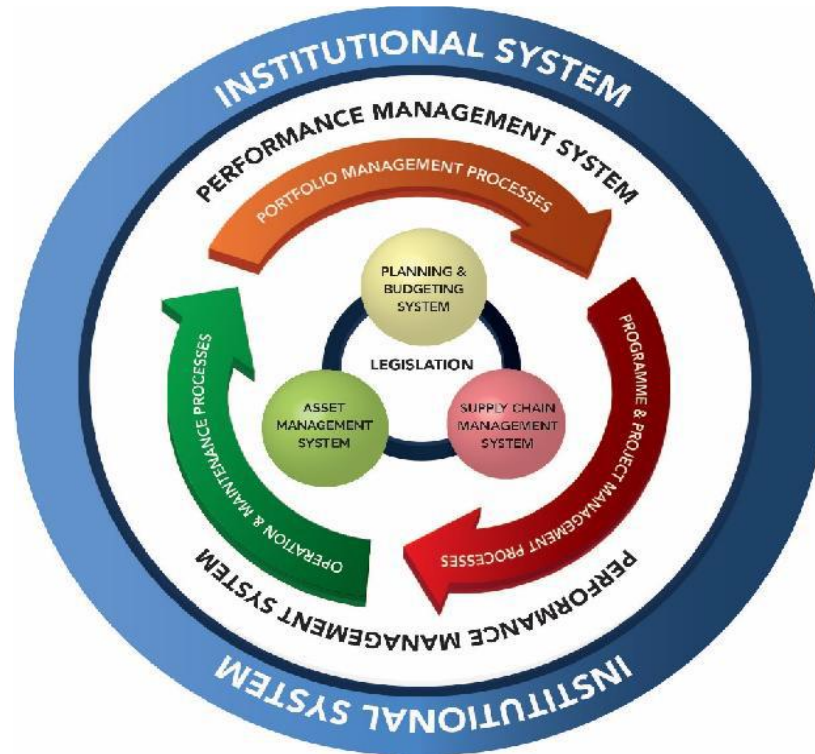 INSTITUTIONAL SYSTEM
PERFORMANCE MANAGEMENT SYSTEM
PORTFOLIO MANAGEMENT PROCESSES
PLANNING &
BUDGETING
SYSTEM
LEGISLATION
ASSET
MANAGEMENT
SYSTEM
SUPPLY CHAIN
MANAGEMENT
SYSTEM
PROGRAMME & PROJECT MANAGEMENT PROCESSES
OPERATION & MAINTENANCE PROCESSES
PERFORMANCE MANAGEMENT SYSTEM
INSTITUTIONAL SYSTEM